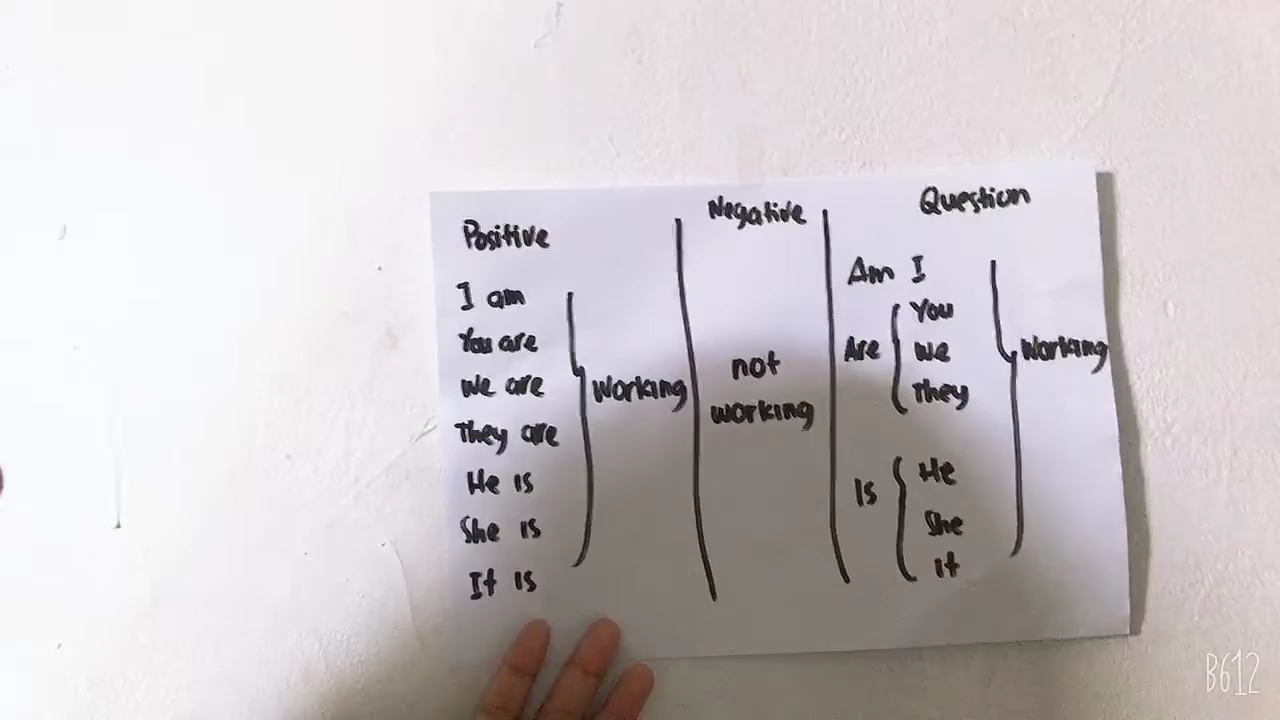 Positive
I am
You are
We are
They are
He is
She is
It is
Working
Negative
not
working
Question
Am I
Are
You
We
They
Is
He
She
it
Working
B612